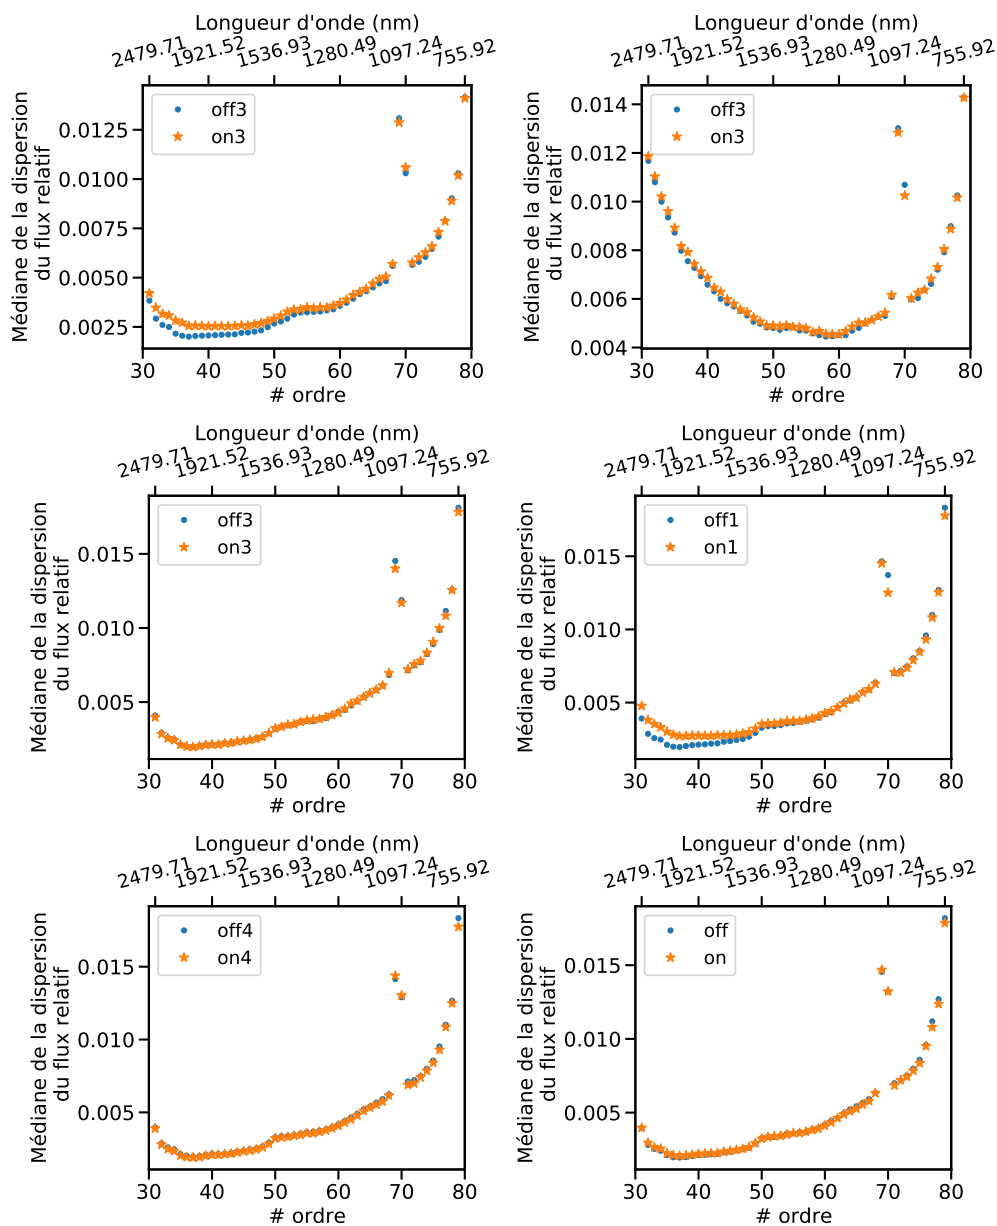 Longueur d'onde (nm)
2479.71 1921.52 1536.93 1280.49 1097.24 755.92
Médiane de la dispersion
du flux relatif
0.0125
0.0100
0.0075
0.0050
0.0025
off3
on3
30 40 50 60 70 80
# ordre
Longueur d'onde (nm)
2479.71 1921.52 1536.93 1280.49 1097.24 755.92
Médiane de la dispersion
du flux relatif
0.014
0.012
0.010
0.008
0.006
0.004
off3
on3
30 40 50 60 70 80
# ordre
Longueur d'onde (nm)
2479.71 1921.52 1536.93 1280.49 1097.24 755.92
Médiane de la dispersion
du flux relatif
0.015
0.010
0.005
off3
on3
30 40 50 60 70 80
# ordre
Longueur d'onde (nm)
2479.71 1921.52 1536.93 1280.49 1097.24 755.92
Médiane de la dispersion
du flux relatif
0.015
0.010
0.005
off1
on1
30 40 50 60 70 80
# ordre
Longueur d'onde (nm)
2479.71 1921.52 1536.93 1280.49 1097.24 755.92
Médiane de la dispersion
du flux relatif
0.015
0.010
0.005
off4
on4
30 40 50 60 70 80
# ordre
Longueur d'onde (nm)
2479.71 1921.52 1536.93 1280.49 1097.24 755.92
Médiane de la dispersion
du flux relatif
0.015
0.010
0.005
off
on
30 40 50 60 70 80
# ordre